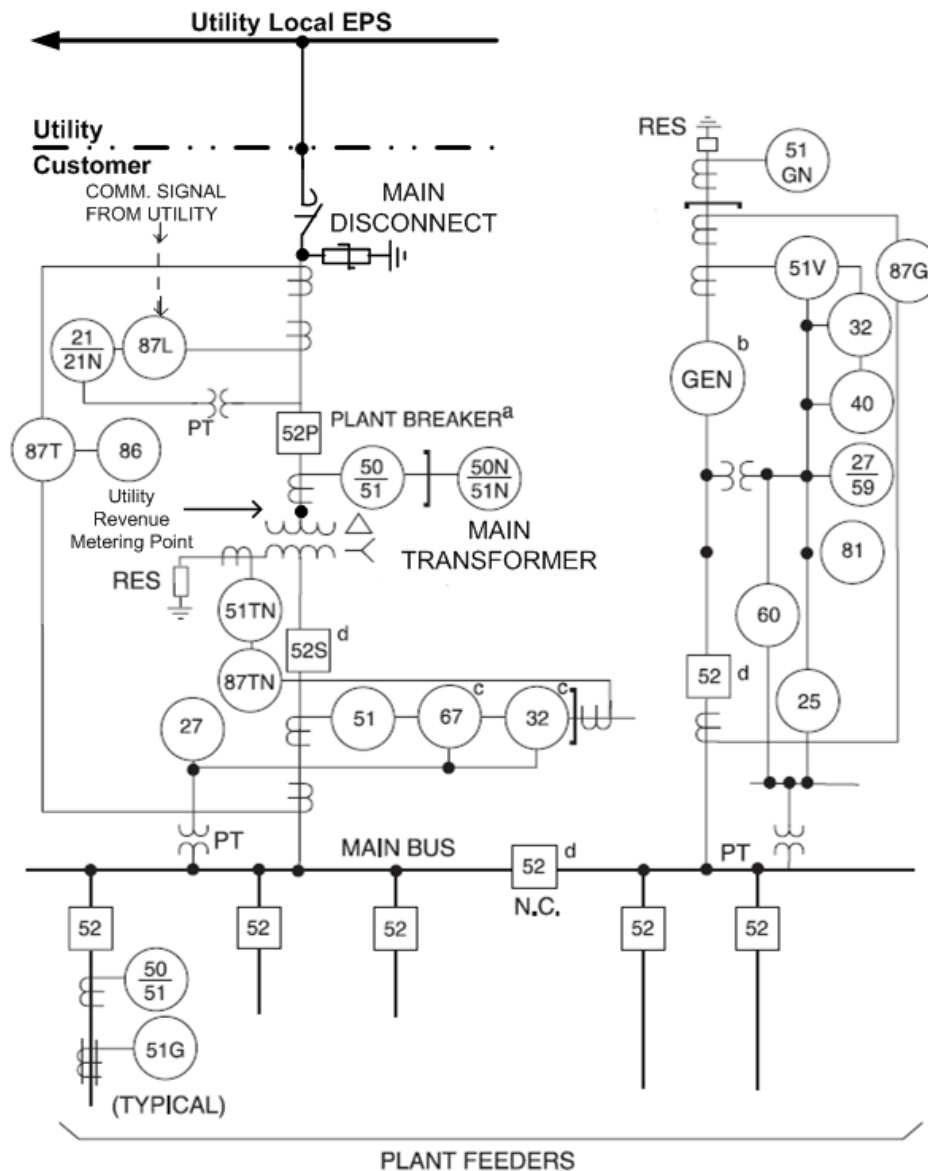 Utility Local EPS
Utility
Customer
COMM. SIGNAL
FROM UTILITY
MAIN
DISCONNECT
RES
51
GN
51V
87G
21
21N
87L
32
GEN
b
40
PT
52P
PLANT BREAKERa
87T
86
50
51
50N
51N
27
59
Utility
Revenue
Metering Point
MAIN
TRANSFORMER
81
RES
51TN
60
52S
d
87TN
52
d
25
27
51
67
c
32
c
PT
MAIN BUS
52
d
N.C.
PT
52
52
52
52
52
50
51
51G
(TYPICAL)
PLANT FEEDERS